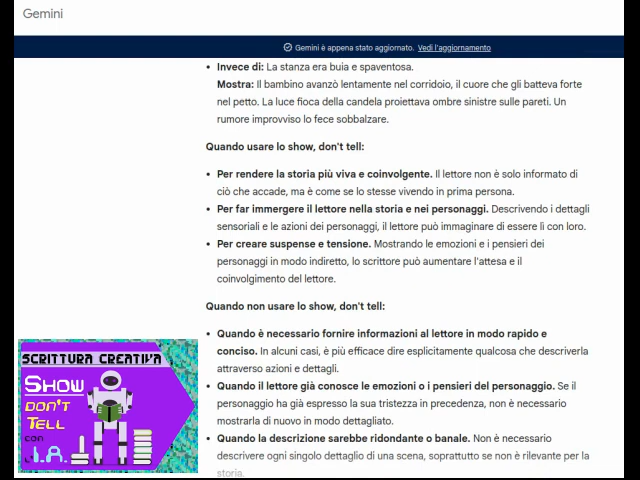 Gemini
Gemini è appena stato aggiornato. Vedi l'aggiornamento
• Invece di: La stanza era buia e spaventosa.
Mostra: Il bambino avanzò lentamente nel corridoio, il cuore che gli batteva forte
nel petto. La luce fioca della candela proiettava ombre sinistre sulle pareti. Un
rumore improvviso lo fece sobbalzare.
Quando usare lo show, don't tell:
• Per rendere la storia più viva e coinvolgente. Il lettore non è solo informato di
ciò che accade, ma è come se lo stesse vivendo in prima persona.
• Per far immergere il lettore nella storia e nei personaggi. Descrivendo i dettagli
sensoriali e le azioni dei personaggi, il lettore può immaginare di essere lì con loro.
• Per creare suspense e tensione. Mostrando le emozioni e i pensieri dei
personaggi in modo indiretto, lo scrittore può aumentare l'attesa e il
coinvolgimento del lettore.
Quando non usare lo show, don't tell:
• Quando è necessario fornire informazioni al lettore in modo rapido e
conciso. In alcuni casi, è più efficace dire esplicitamente qualcosa che descriverla
attraverso azioni e dettagli.
• Quando il lettore già conosce le emozioni o i pensieri del personaggio. Se il
personaggio ha già espresso la sua tristezza in precedenza, non è necessario
mostrarla di nuovo in modo dettagliato.
• Quando la descrizione sarebbe ridondante o banale. Non è necessario
descrivere ogni singolo dettaglio di una scena, soprattutto se non è rilevante per la
storia.
SCRITTURA CREATIVA
SHOW
DON'T
TELL
CON
L'I.A.